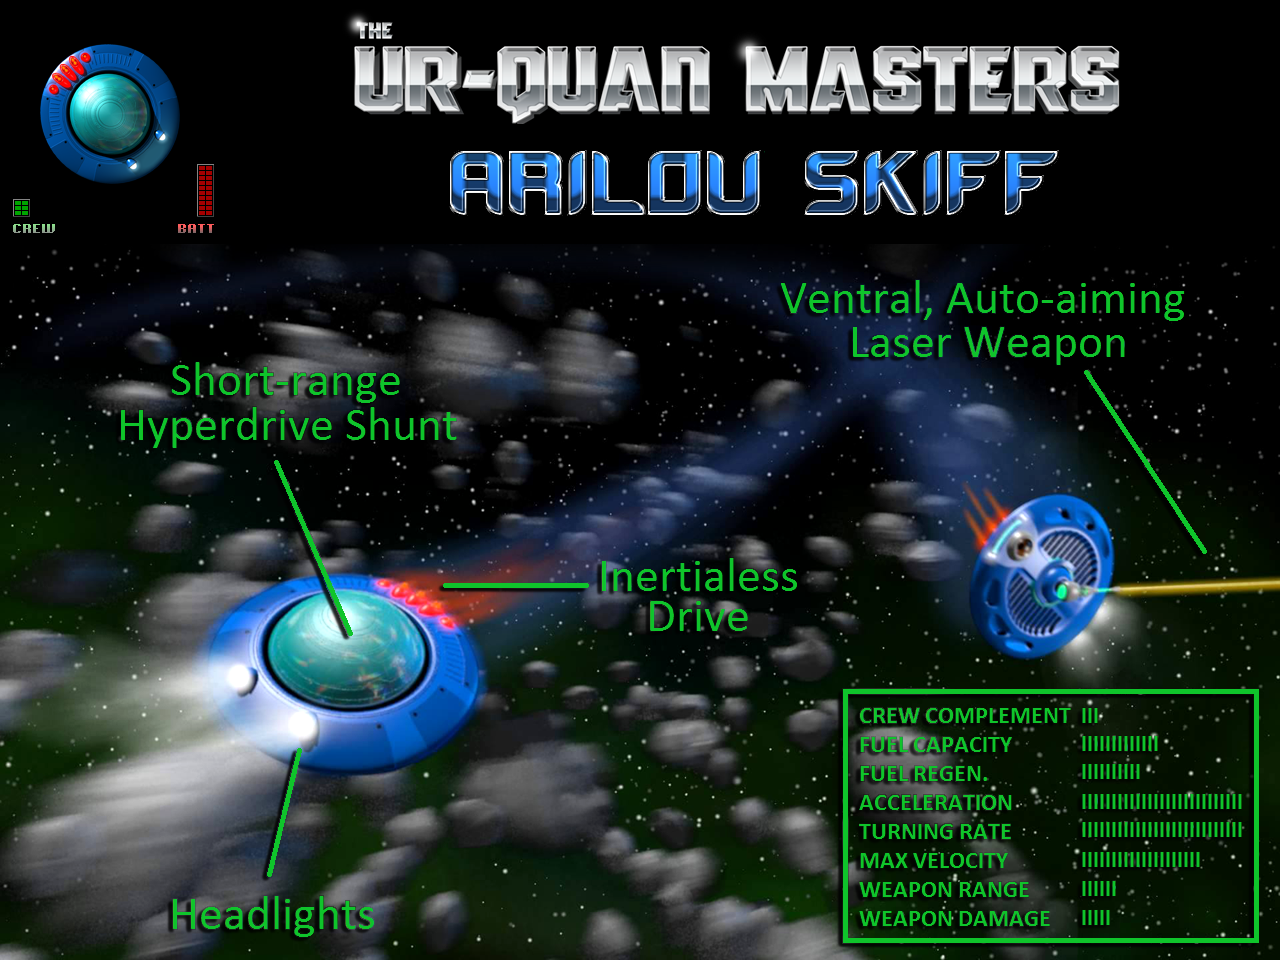 THE
UR-QUAN MASTERS
ARILOU SKIFF
CREW
BATT
Ventral, Auto-aiming
Laser Weapon
Short-range
Hyperdrive Shunt
Inertialess
Drive
Headlights
CREW COMPLEMENT
FUEL CAPACITY
FUEL REGEN.
ACCELERATION
TURNING RATE
MAX VELOCITY
WEAPON RANGE
WEAPON DAMAGE